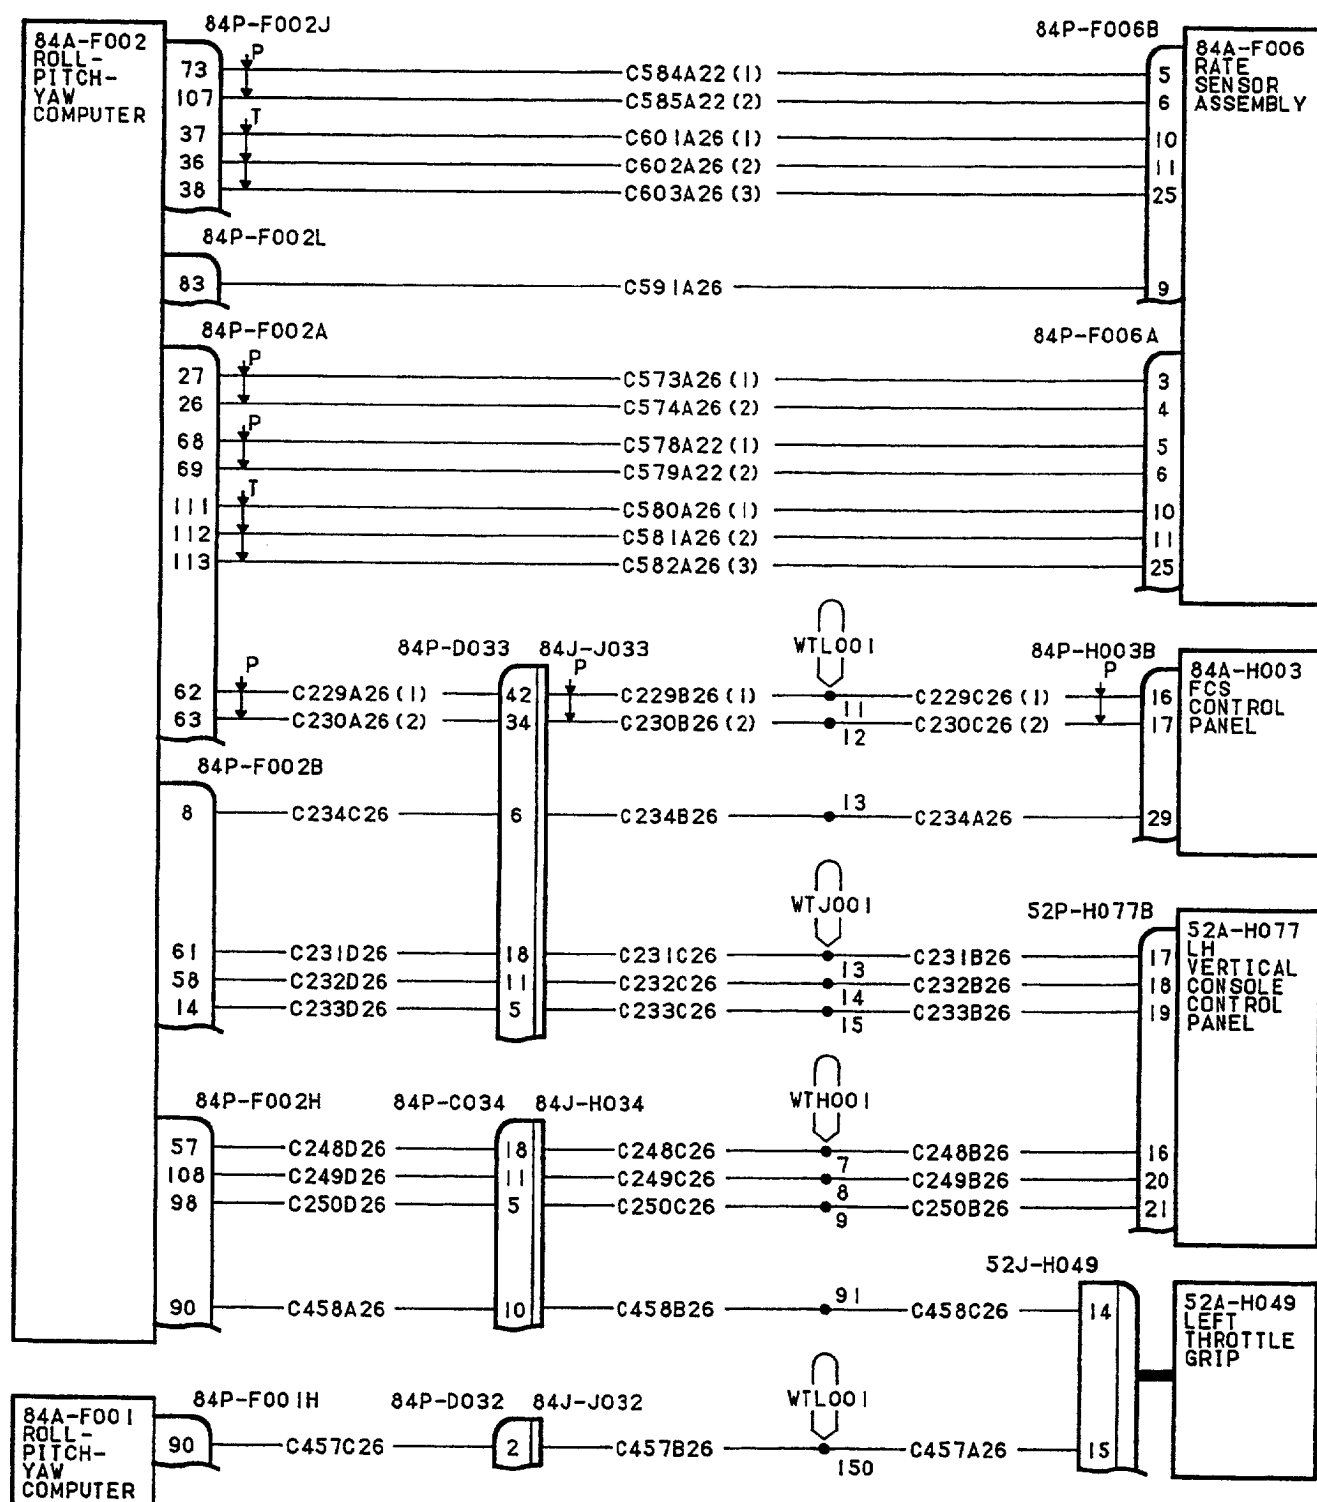 84P-F002J
84P-F006B
84A-F002
ROLL-
PITCH-
YAW
COMPUTER
84A-F006
RATE
SENSOR
ASSEMBLY
P
73 C584A22(1) 5
107 C585A22(2) 6
T
37 C601A26(1) 10
36 C602A26(2) 11
38 C603A26(3) 25
84P-F002L
83 C591A26 9
84P-F002A
84P-F006A
P
27 C573A26(1) 3
26 C574A26(2) 4
P
68 C578A22(1) 5
69 C579A22(2) 6
T
111 C580A26(1) 10
112 C581A26(2) 11
113 C582A26(3) 25
84P-D033 84J-J033 WTL001 84P-H003B
84A-H003
FCS
CONTROL
PANEL
P P P
62 C229A26(1) 42 C229B26(1) 11 C229C26(1) 16
63 C230A26(2) 34 C230B26(2) 12 C230C26(2) 17
84P-F002B
8 C234C26 6 C234B26 13 C234A26 29
WTJ001
52P-H077B
52A-H077
LH
VERTICAL
CONSOLE
CONTROL
PANEL
61 C231D26 18 C231C26 13 C231B26 17
58 C232D26 11 C232C26 14 C232B26 18
14 C233D26 5 C233C26 15 C233B26 19
84P-F002H 84P-C034 84J-H034 WTH001
57 C248D26 18 C248C26 7 C248B26 16
108 C249D26 11 C249C26 8 C249B26 20
98 C250D26 5 C250C26 9 C250B26 21
52J-H049
90 C458A26 10 C458B26 91 C458C26 14
52A-H049
LEFT
THROTTLE
GRIP
84P-F001H 84P-D032 84J-J032 WTL001
84A-F001
ROLL-
PITCH-
YAW
COMPUTER
90 C457C26 2 C457B26 150 C457A26 15